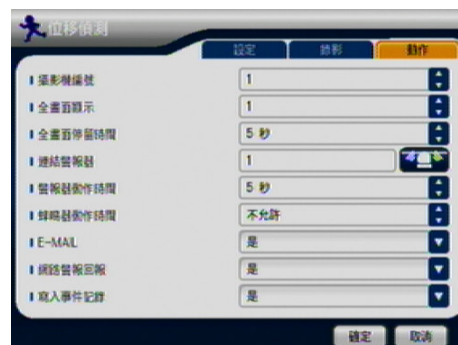 位移偵測
設定 錄影 動作
攝影機編號 1
全畫面顯示 1
全畫面停留時間 5 秒
連結警報器 1
警報器動作時間 5 秒
蜂鳴器動作時間 不允許
E-MAIL 是
網路警報回報 是
寫入事件記錄 是
確定 取消